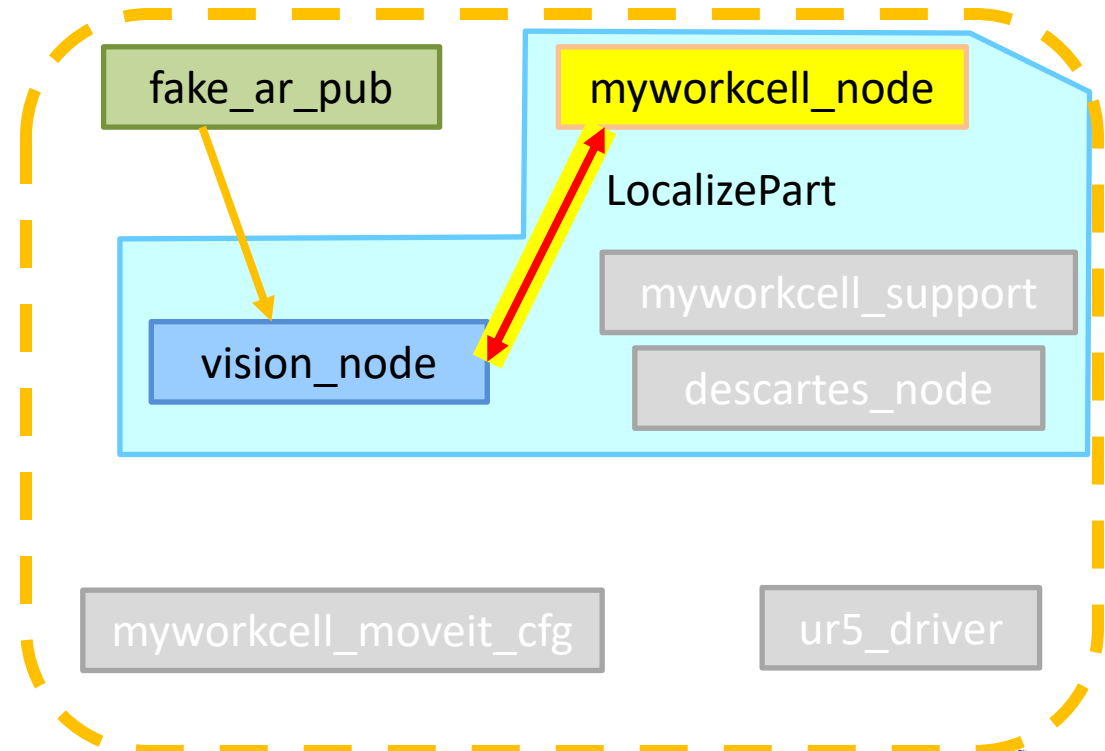 fake_ar_pub
myworkcell_node
LocalizePart
myworkcell_support
vision_node
descartes_node
myworkcell_moveit_cfg
ur5_driver